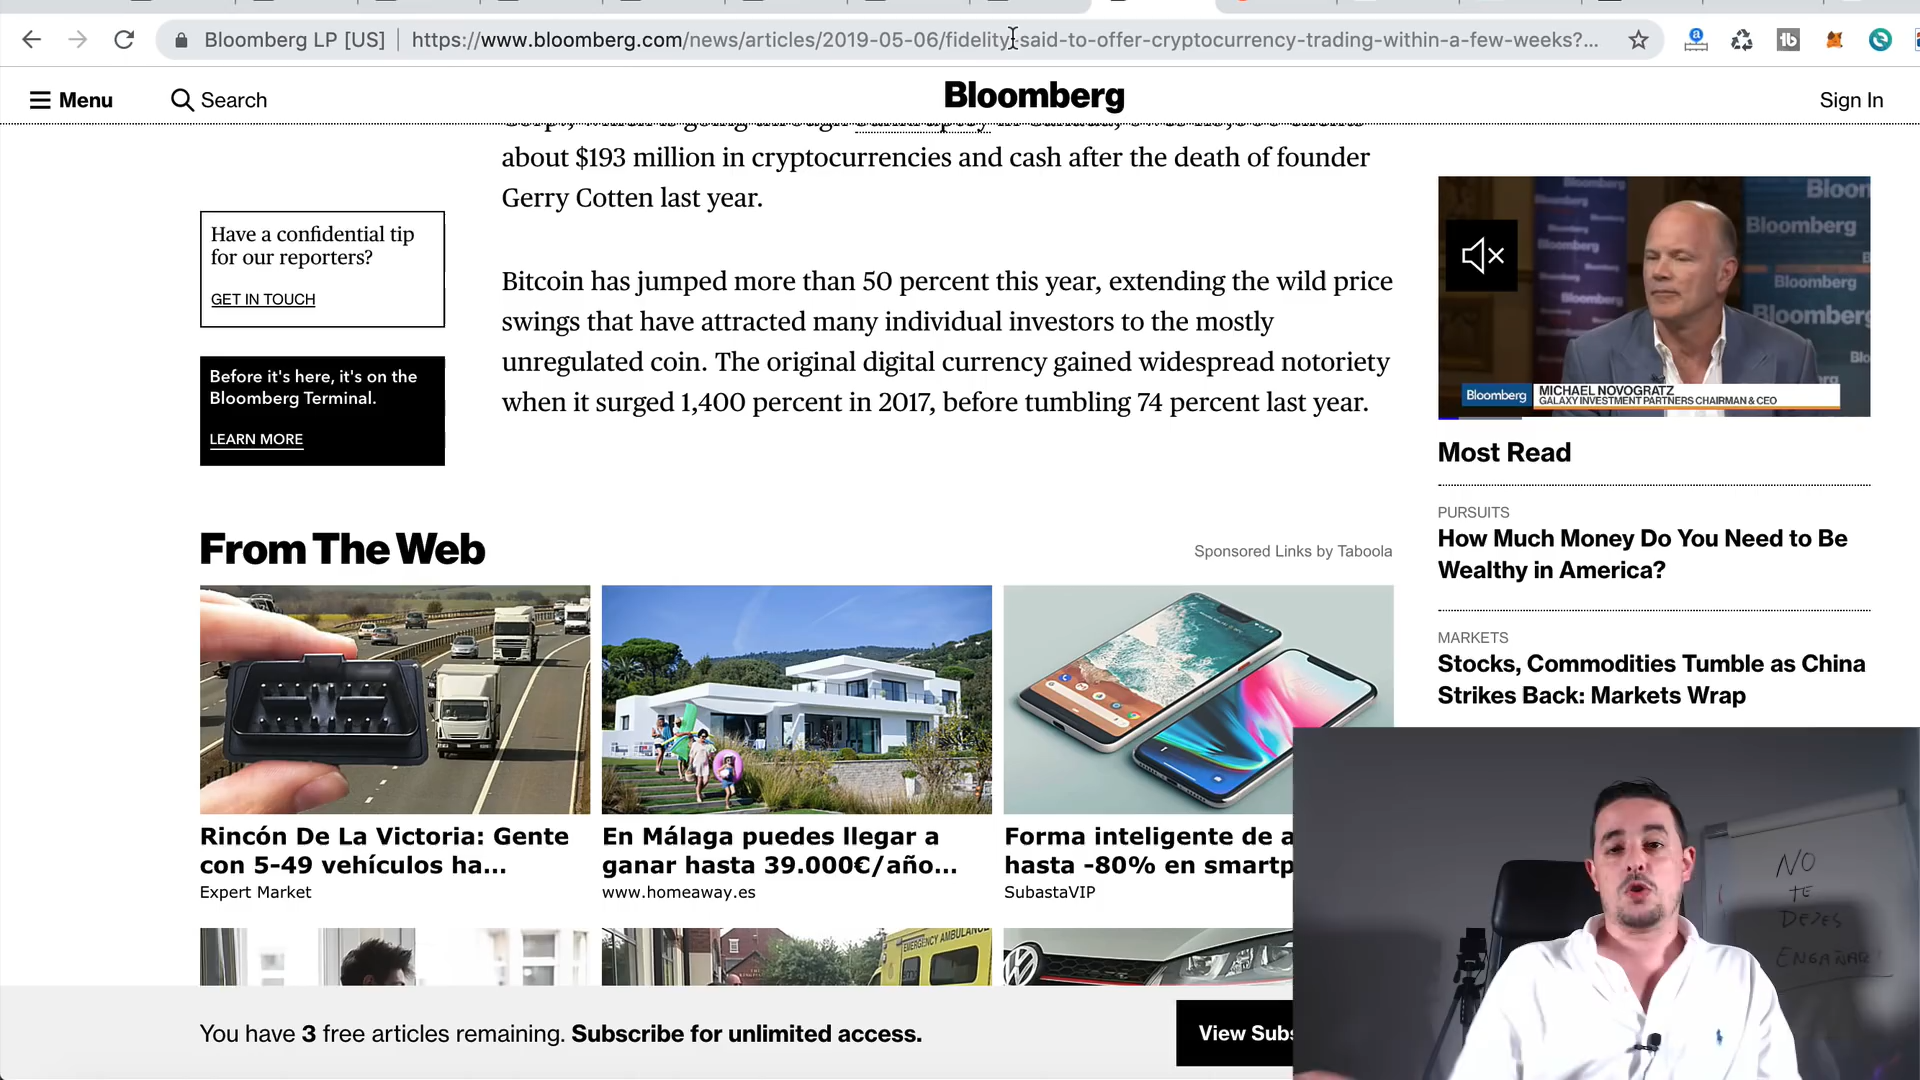 Bloomberg LP [US]
https://www.bloomberg.com/news/articles/2019-05-06/fidelity-said-to-offer-cryptocurrency-trading-within-a-few-weeks?...
Menu
Search
Bloomberg
Sign In
about $193 million in cryptocurrencies and cash after the death of founder
Gerry Cotten last year.
Bitcoin has jumped more than 50 percent this year, extending the wild price
swings that have attracted many individual investors to the mostly
unregulated coin. The original digital currency gained widespread notoriety
when it surged 1,400 percent in 2017, before tumbling 74 percent last year.
Have a confidential tip
for our reporters?
GET IN TOUCH
Before it's here, it's on the
Bloomberg Terminal.
LEARN MORE
Bloomberg
MICHAEL NOVOGRATZ
GALAXY INVESTMENT PARTNERS CHAIRMAN & CEO
Most Read
PURSUITS
How Much Money Do You Need to Be
Wealthy in America?
MARKETS
Stocks, Commodities Tumble as China
Strikes Back: Markets Wrap
From The Web
Sponsored Links by Taboola
Rincón De La Victoria: Gente
con 5-49 vehículos ha...
Expert Market
En Málaga puedes llegar a
ganar hasta 39.000€/año...
www.homeaway.es
Forma inteligente de a
hasta -80% en smartp
SubastaVIP
EMERGENCY AMBULANCE
NO
TE
DEJES
ENGAÑAR!
You have 3 free articles remaining. Subscribe for unlimited access.
View Subs